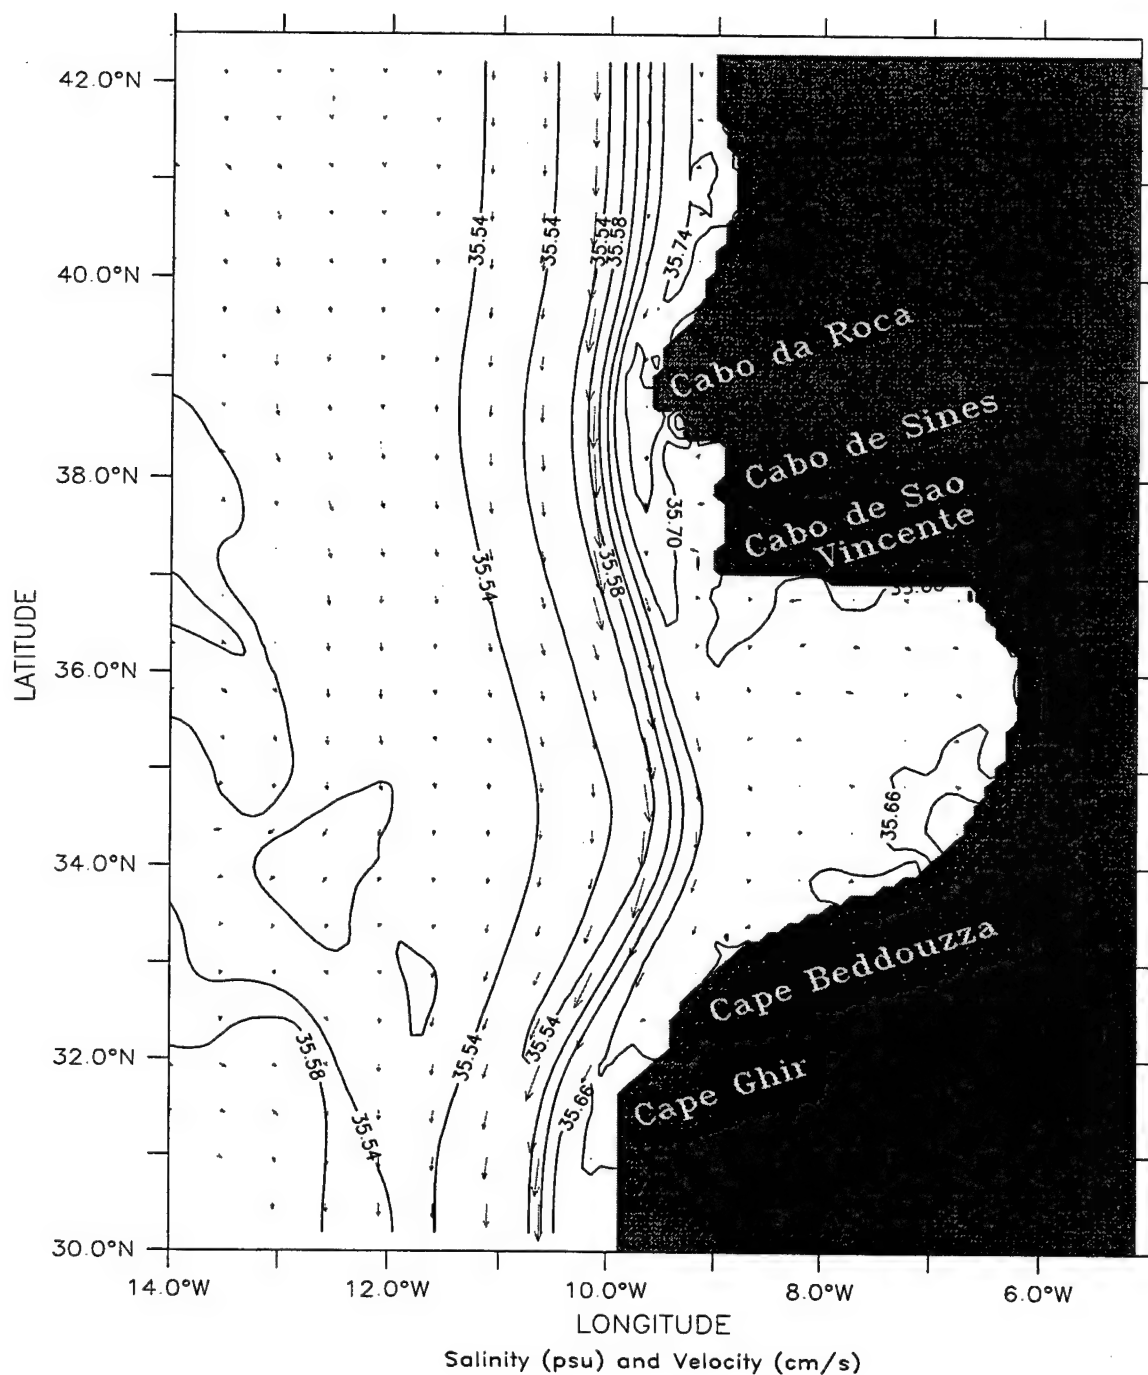 42.0°N
40.0°N
38.0°N
36.0°N
34.0°N
32.0°N
30.0°N
LATITUDE
35.54
35.54
35.54
35.58
35.74
Cabo da Roca
Cabo de Sines
Cabo de Sao
Vincente
35.70
35.54
35.58
35.66
Cape Beddouzza
Cape Ghir
35.54
35.54
35.58
35.54
35.66
14.0°W
12.0°W
10.0°W
8.0°W
6.0°W
LONGITUDE
Salinity (psu) and Velocity (cm/s)